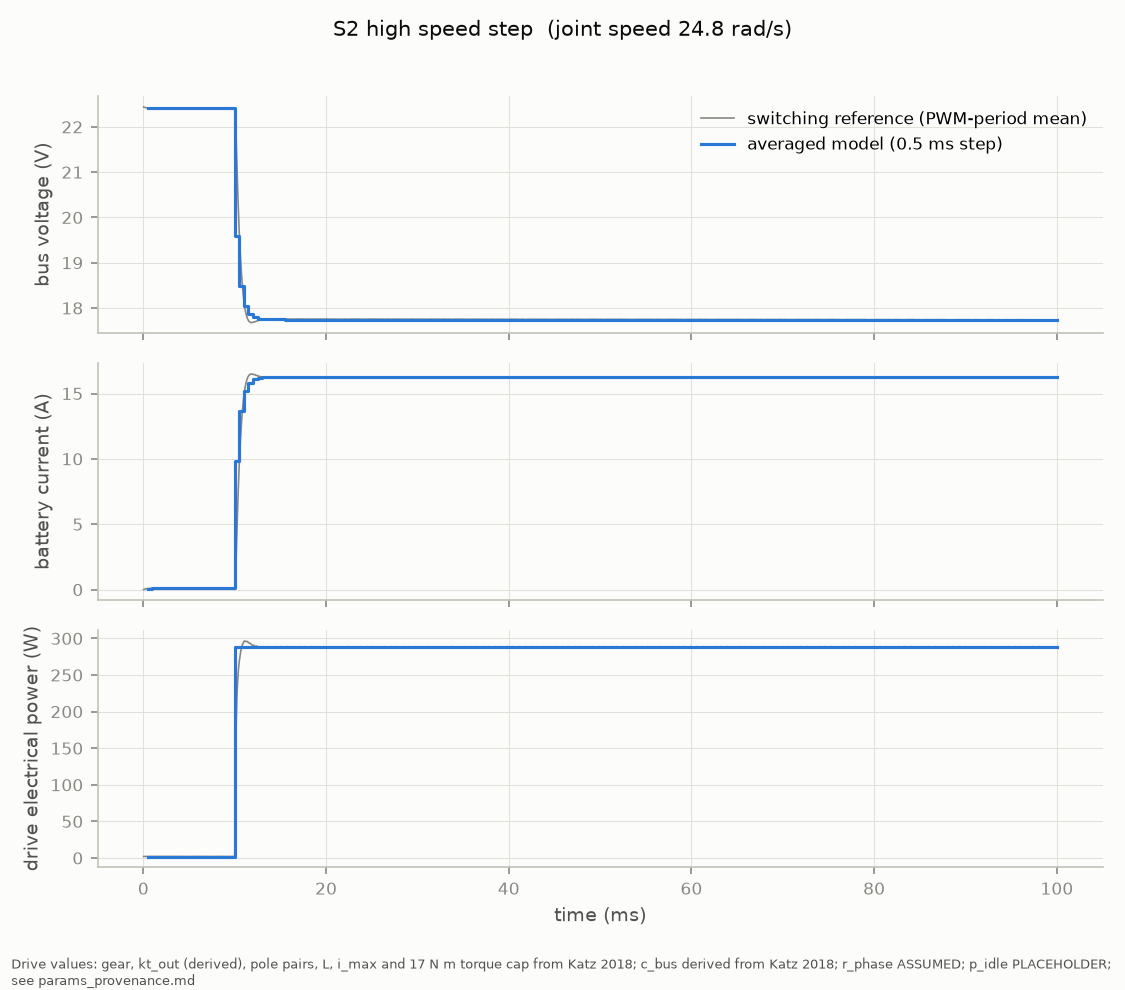 S2 high speed step  (joint speed 24.8 rad/s)
switching reference (PWM-period mean)
averaged model (0.5 ms step)
bus voltage (V)
22
21
20
19
18
battery current (A)
15
10
5
0
drive electrical power (W)
300
250
200
150
100
50
0
0 20 40 60 80 100
time (ms)
Drive values: gear, kt_out (derived), pole pairs, L, i_max and 17 N m torque cap from Katz 2018; c_bus derived from Katz 2018; r_phase ASSUMED; p_idle PLACEHOLDER;
see params_provenance.md